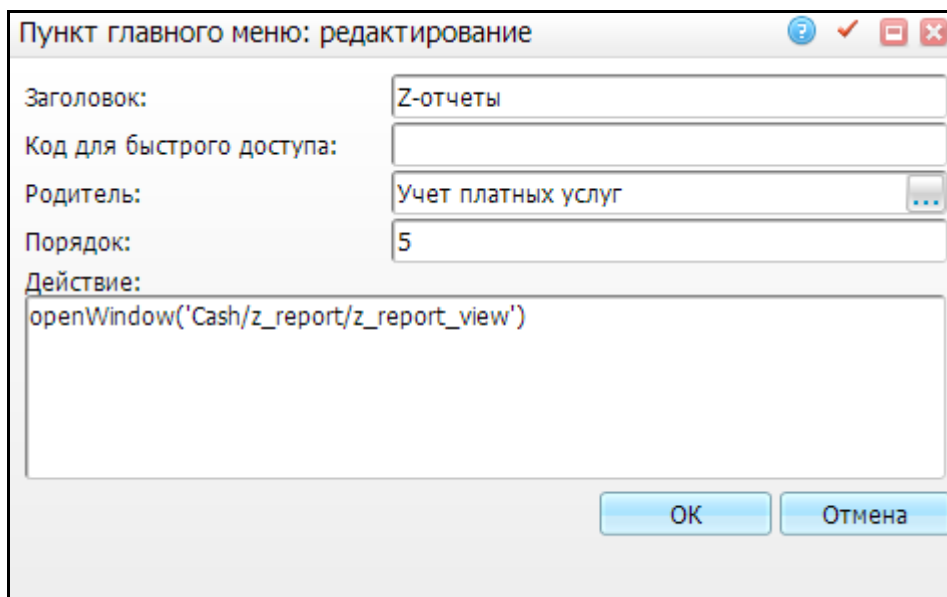 Пункт главного меню: редактирование
Заголовок: Z-отчеты
Код для быстрого доступа:
Родитель: Учет платных услуг ...
Порядок: 5
Действие:
openWindow('Cash/z_report/z_report_view')
ОК Отмена